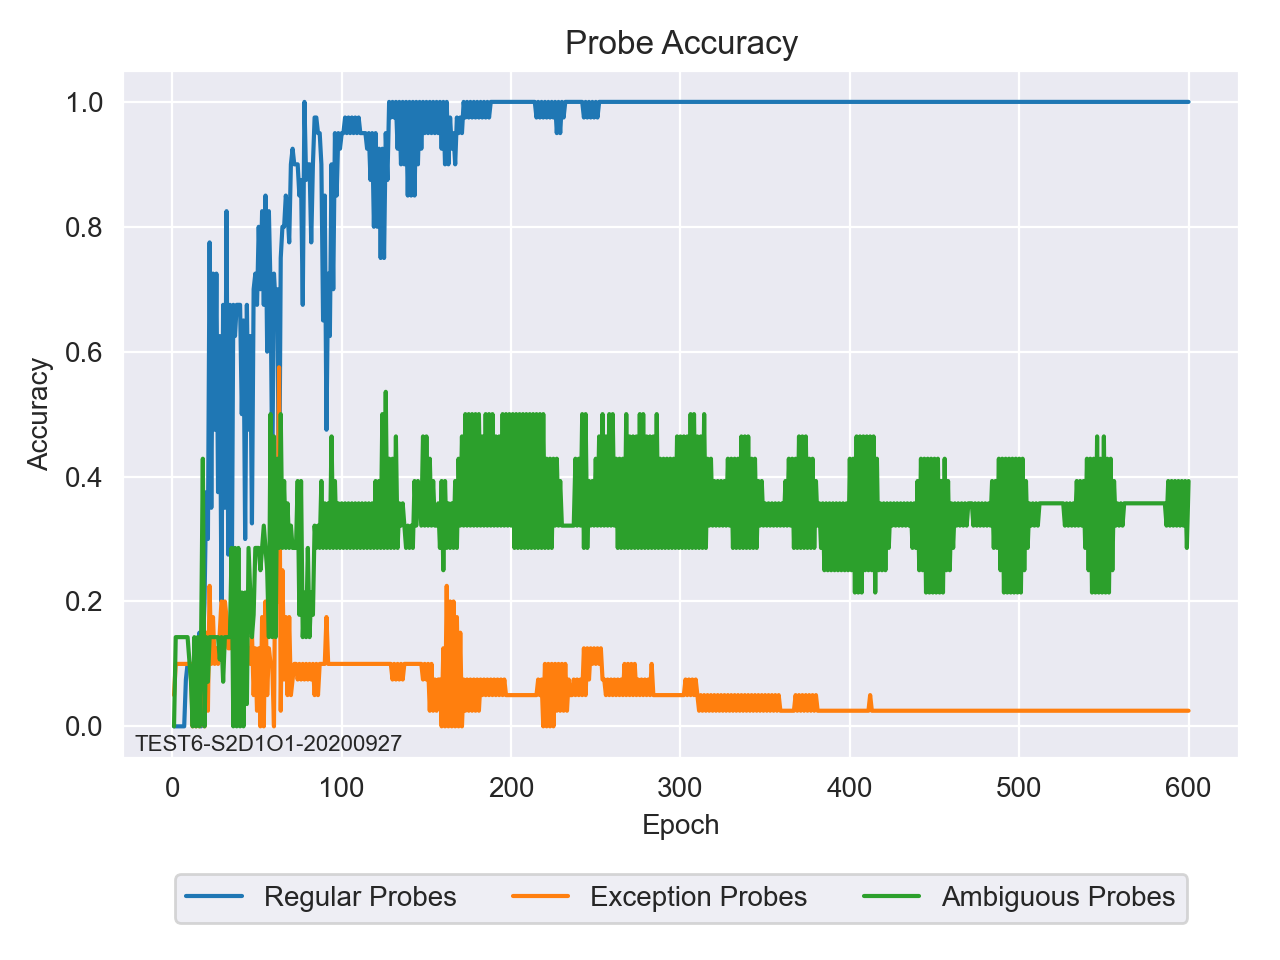 Probe Accuracy
1.0
0.8
0.6
0.4
0.2
0.0
Accuracy
TEST6-S2D1O1-20200927
0 100 200 300 400 500 600
Epoch
Regular Probes Exception Probes Ambiguous Probes